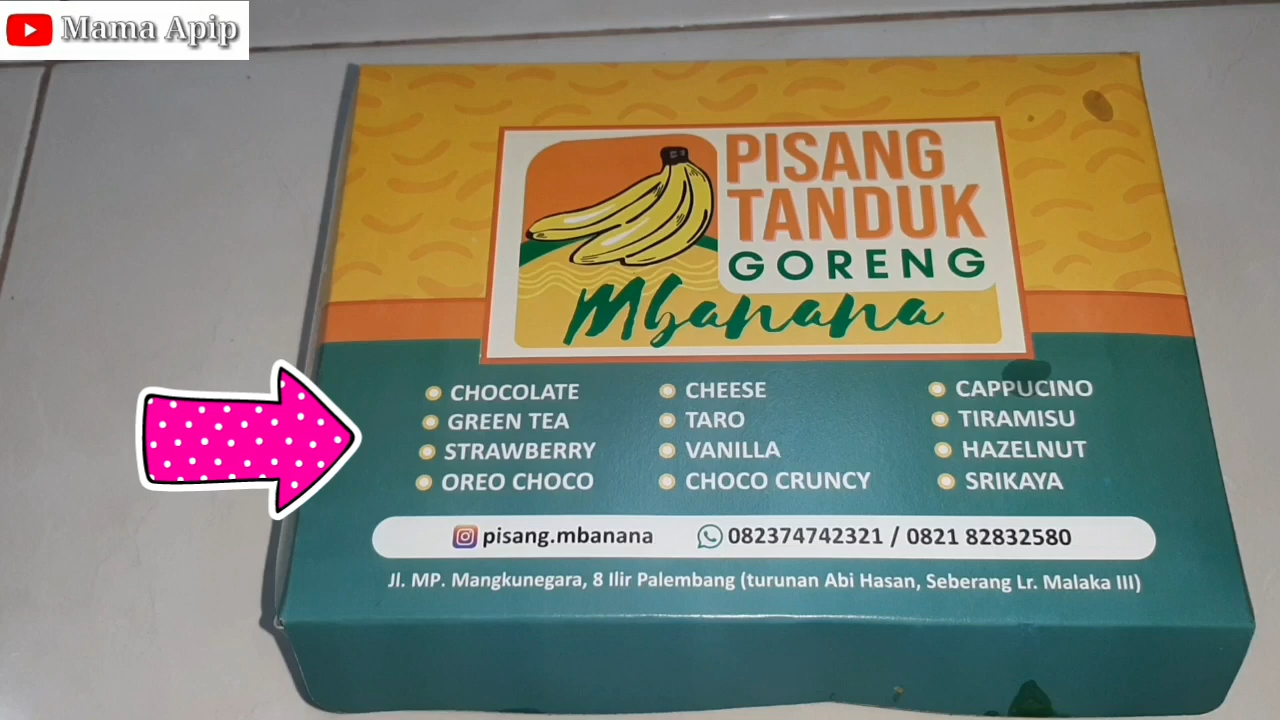 Mama Apip
PISANG
TANDUK
GORENG
Mbanana
CHOCOLATE
GREEN TEA
STRAWBERRY
OREO CHOCO
CHEESE
TARO
VANILLA
CHOCO CRUNCY
CAPPUCINO
TIRAMISU
HAZELNUT
SRIKAYA
pisang.mbanana 082374742321 / 0821 82832580
Jl. MP. Mangkunegara, 8 Ilir Palembang (turunan Abi Hasan, Seberang Lr. Malaka III)